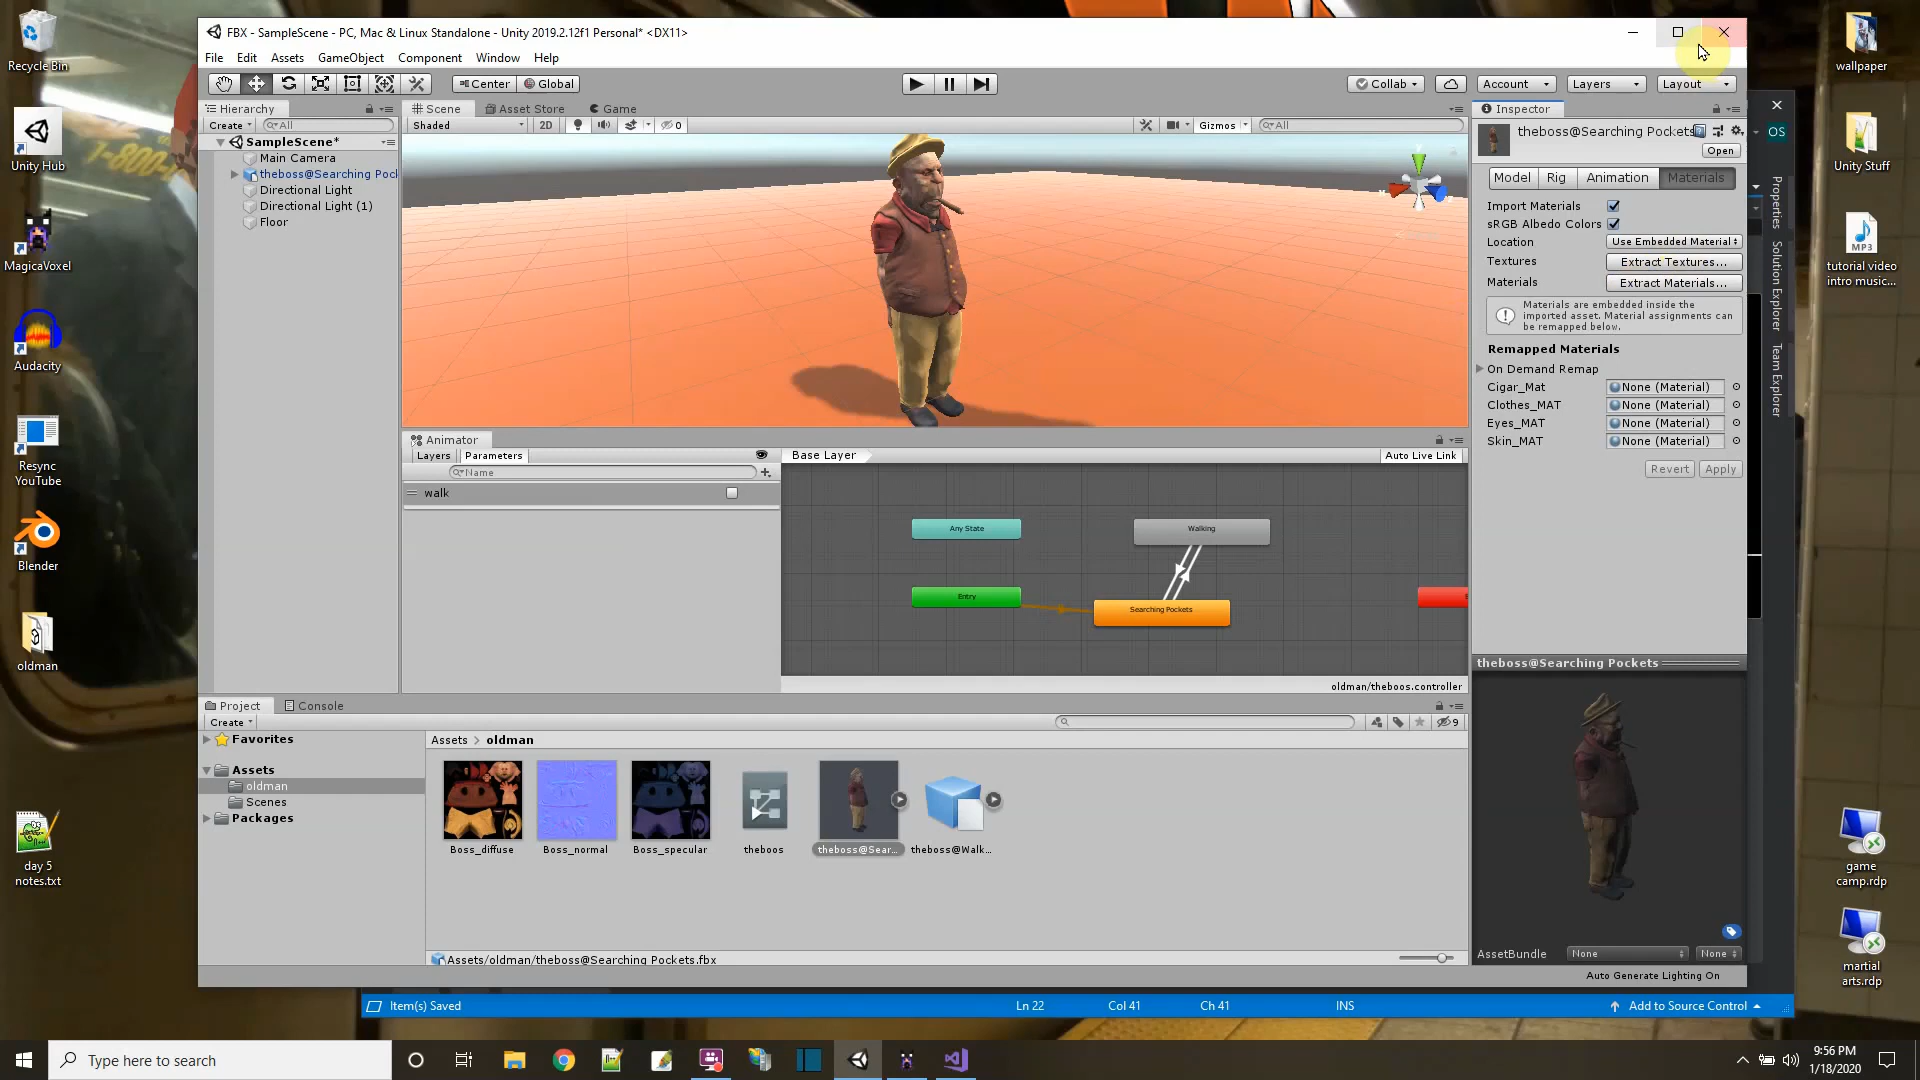 Recycle Bin
Unity Hub
MagicaVoxel
Audacity
Resync
YouTube
Blender
oldman
day 5
notes.txt
FBX - SampleScene - PC, Mac & Linux Standalone - Unity 2019.2.12f1 Personal* <DX11>
File Edit Assets GameObject Component Window Help
Center Global
Collab Account Layers Layout
Hierarchy
Create All
SampleScene*
Main Camera
theboss@Searching Pock
Directional Light
Directional Light (1)
Floor
Scene Asset Store Game
Shaded 2D 0 Gizmos All
Animator
Layers Parameters
Name
walk
Base Layer Auto Live Link
Any State
Walking
Entry
Searching Pockets
oldman/theboos.controller
Project Console
Create 9
Favorites
Assets
oldman
Scenes
Packages
Assets > oldman
Boss_diffuse
Boss_normal
Boss_specular
theboos
theboss@Sear...
theboss@Walk...
Assets/oldman/theboss@Searching Pockets.fbx
Inspector
theboss@Searching Pockets
Open
Model Rig Animation Materials
Import Materials
sRGB Albedo Colors
Location Use Embedded Material
Textures Extract Textures...
Materials Extract Materials...
Materials are embedded inside the
imported asset. Material assignments can
be remapped below.
Remapped Materials
On Demand Remap
Cigar_Mat None (Material)
Clothes_MAT None (Material)
Eyes_MAT None (Material)
Skin_MAT None (Material)
Revert Apply
theboss@Searching Pockets
AssetBundle None None
Auto Generate Lighting On
OS
Properties
Solution Explorer
Team Explorer
Item(s) Saved Ln 22 Col 41 Ch 41 INS Add to Source Control
wallpaper
Unity Stuff
MP3
tutorial video
intro music...
game
camp.rdp
martial
arts.rdp
Type here to search
9:56 PM
1/18/2020